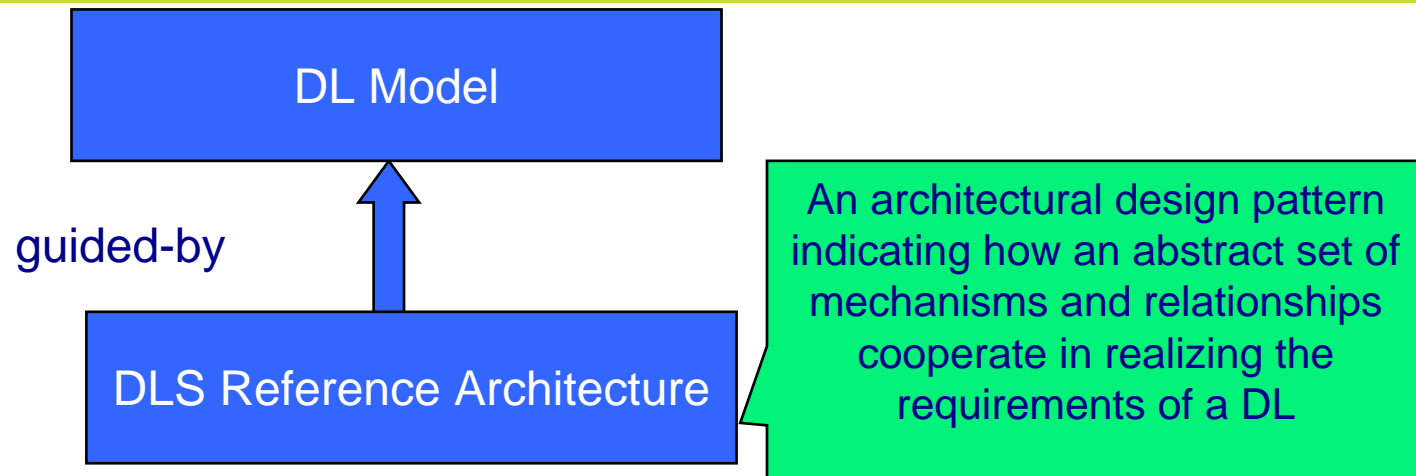 DL Model
guided-by
An architectural design pattern
indicating how an abstract set of
mechanisms and relationships
cooperate in realizing the
requirements of a DL
DLS Reference Architecture